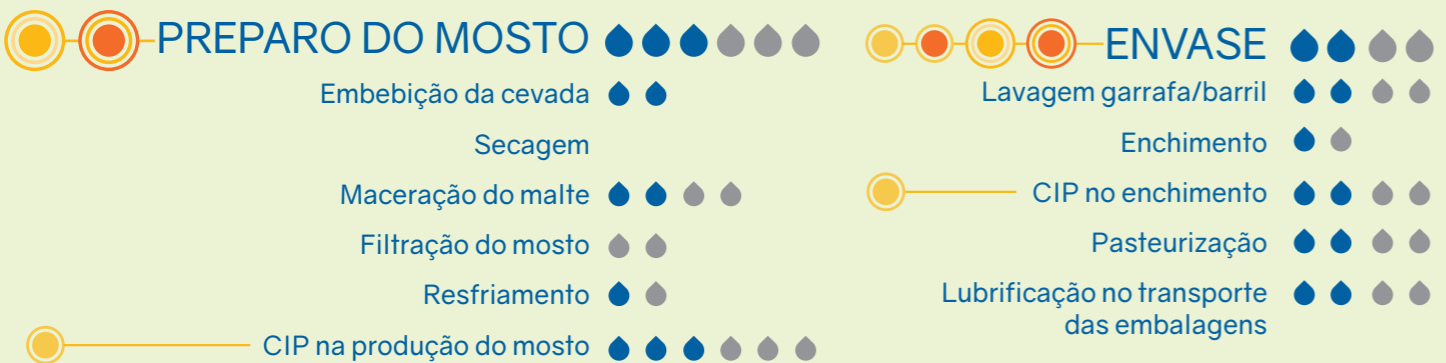 PREPARO DO MOSTO
Embebição da cevada
Secagem
Maceração do malte
Filtração do mosto
Resfriamento
CIP na produção do mosto
ENVASE
Lavagem garrafa/barril
Enchimento
CIP no enchimento
Pasteurização
Lubrificação no transporte
das embalagens